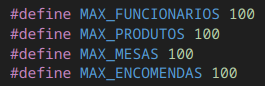 #define MAX_FUNCIONARIOS 100
#define MAX_PRODUTOS 100
#define MAX_MESAS 100
#define MAX_ENCOMENDAS 100